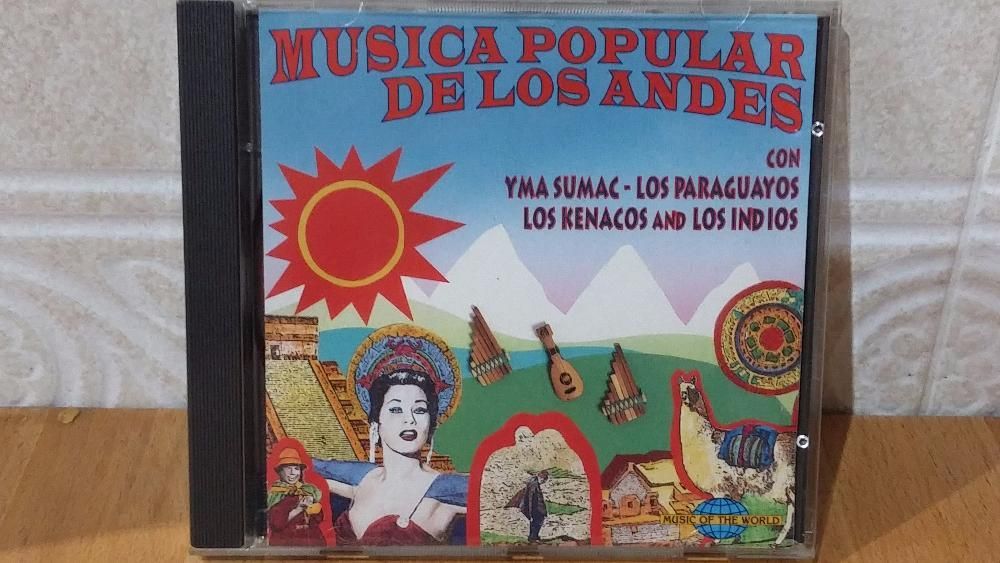 MUSICA POPULAR
DE LOS ANDES
CON
YMA SUMAC - LOS PARAGUAYOS
LOS KENACOS AND LOS INDIOS
MUSIC OF THE WORLD